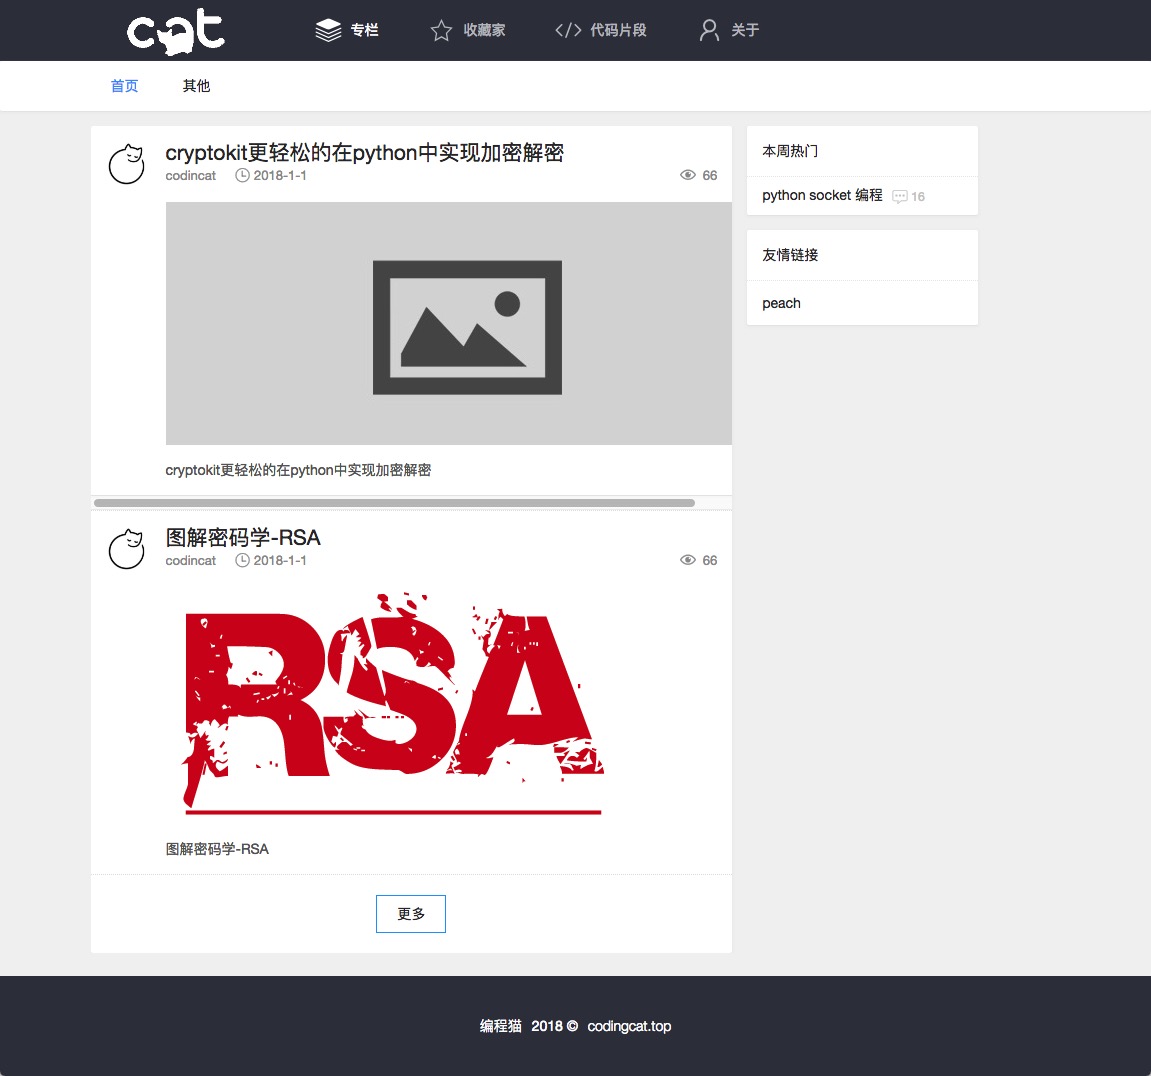 cat
专栏 收藏家 代码片段 关于
首页 其他
cryptokit更轻松的在python中实现加密解密
codincat 2018-1-1 66
cryptokit更轻松的在python中实现加密解密
图解密码学-RSA
codincat 2018-1-1 66
RSA
图解密码学-RSA
更多
本周热门
python socket 编程 16
友情链接
peach
编程猫 2018 © codingcat.top